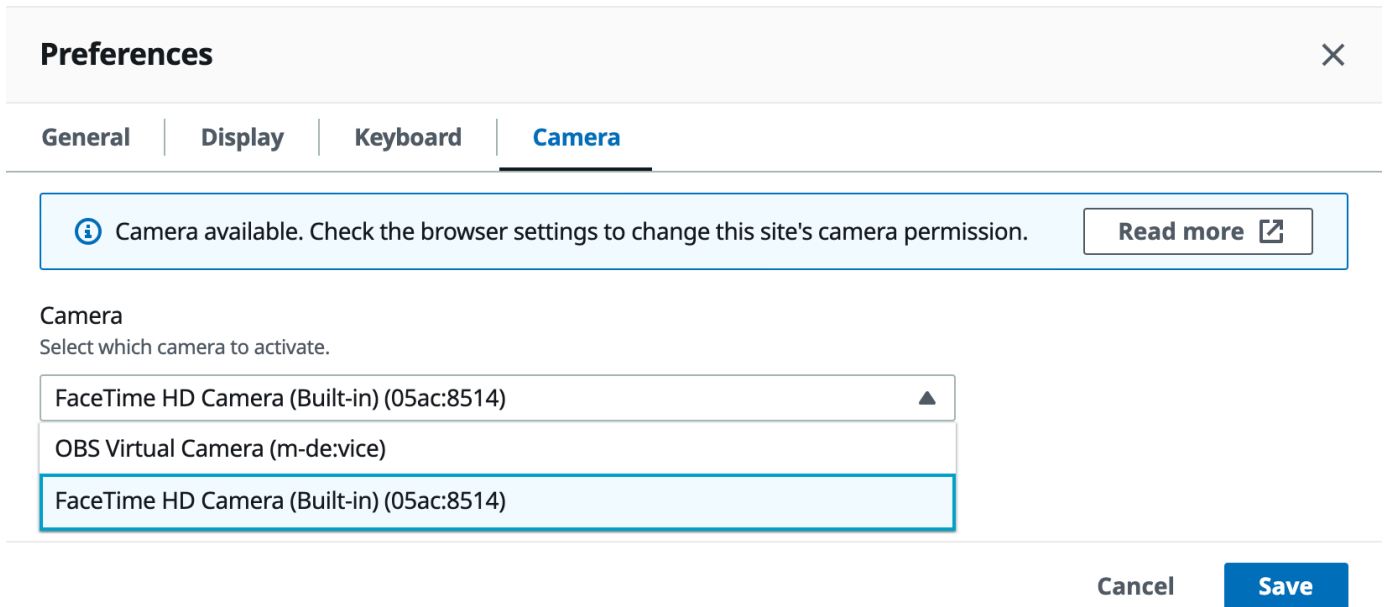 Preferences
General Display Keyboard Camera
Camera available. Check the browser settings to change this site's camera permission. Read more
Camera
Select which camera to activate.
FaceTime HD Camera (Built-in) (05ac:8514)
OBS Virtual Camera (m-de:vice)
FaceTime HD Camera (Built-in) (05ac:8514)
Cancel Save